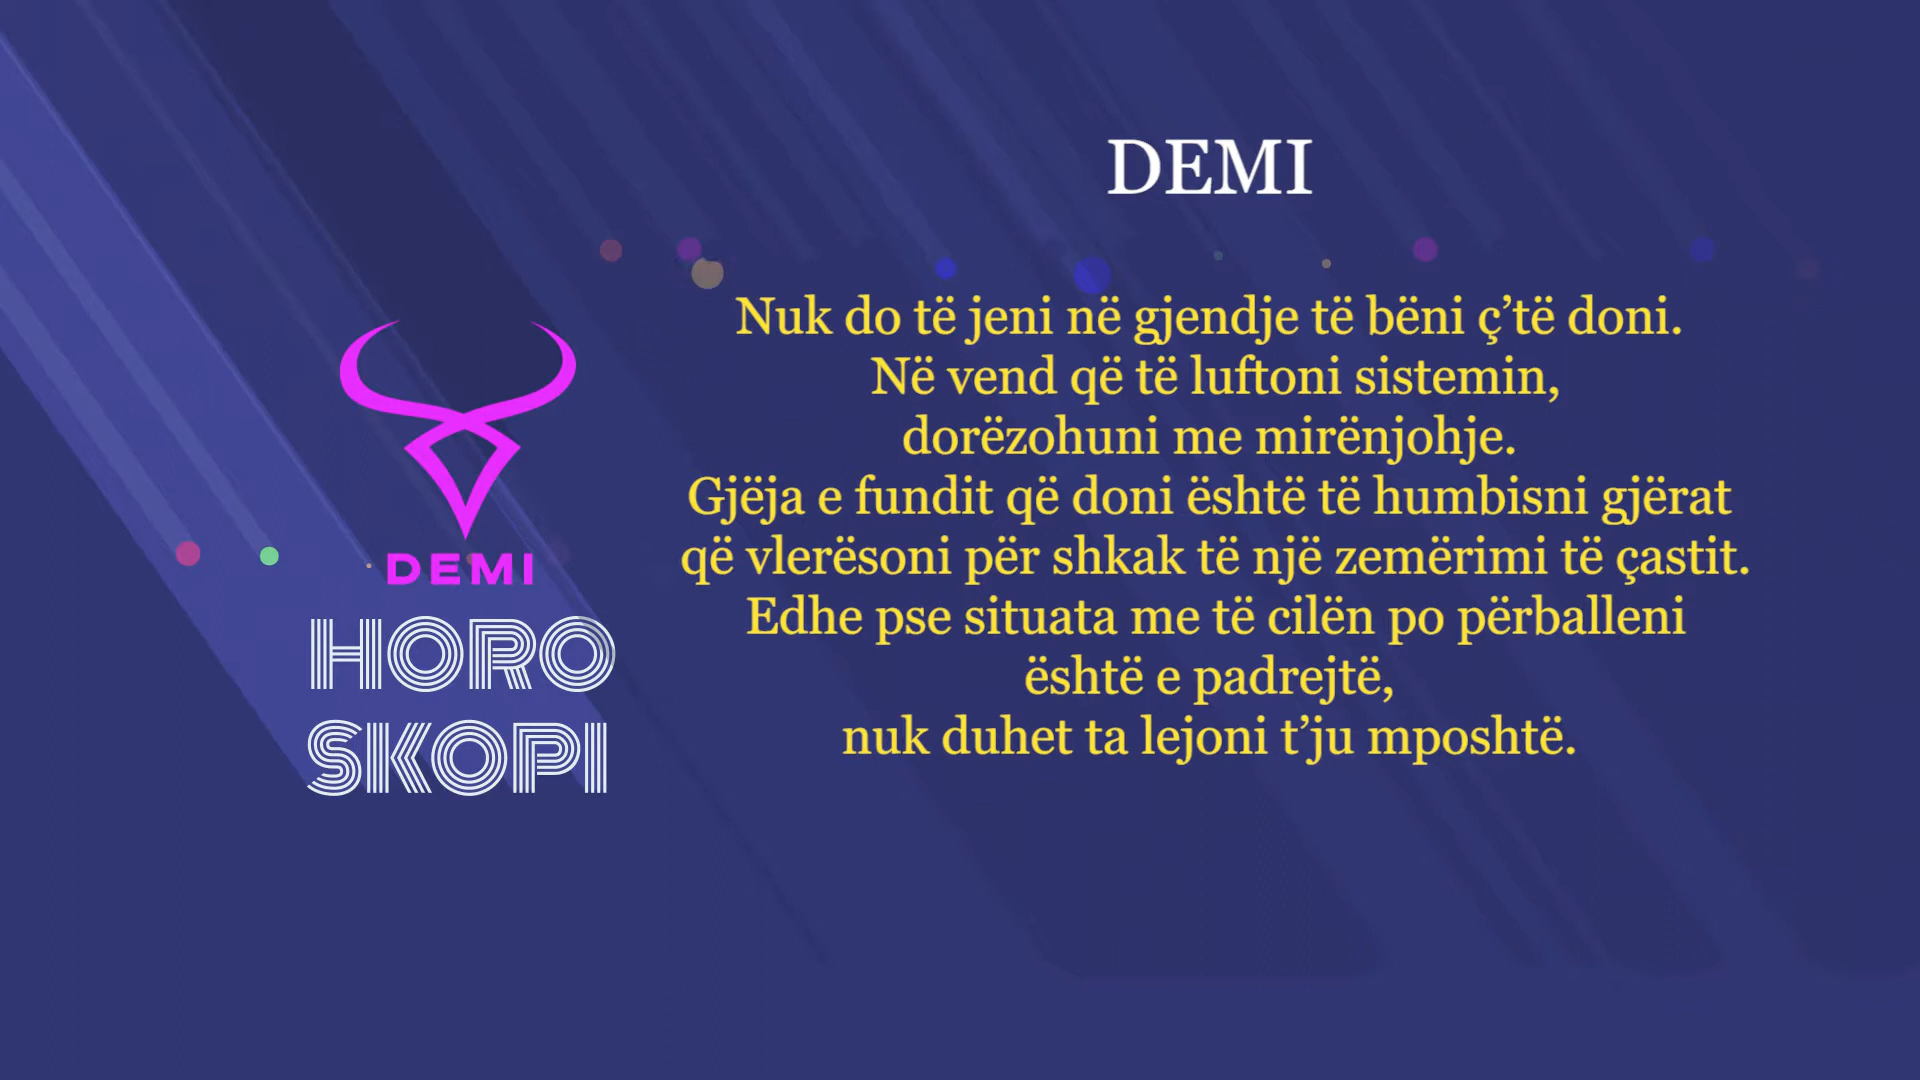 DEMI
Nuk do të jeni në gjendje të bëni ç’të doni.
Në vend që të luftoni sistemin,
dorëzohuni me mirënjohje.
Gjëja e fundit që doni është të humbisni gjërat
që vlerësoni për shkak të një zemërimi të çastit.
Edhe pse situata me të cilën po përballeni
është e padrejtë,
nuk duhet ta lejoni t’ju mposhtë.
DEMI
HORO
SKOPI